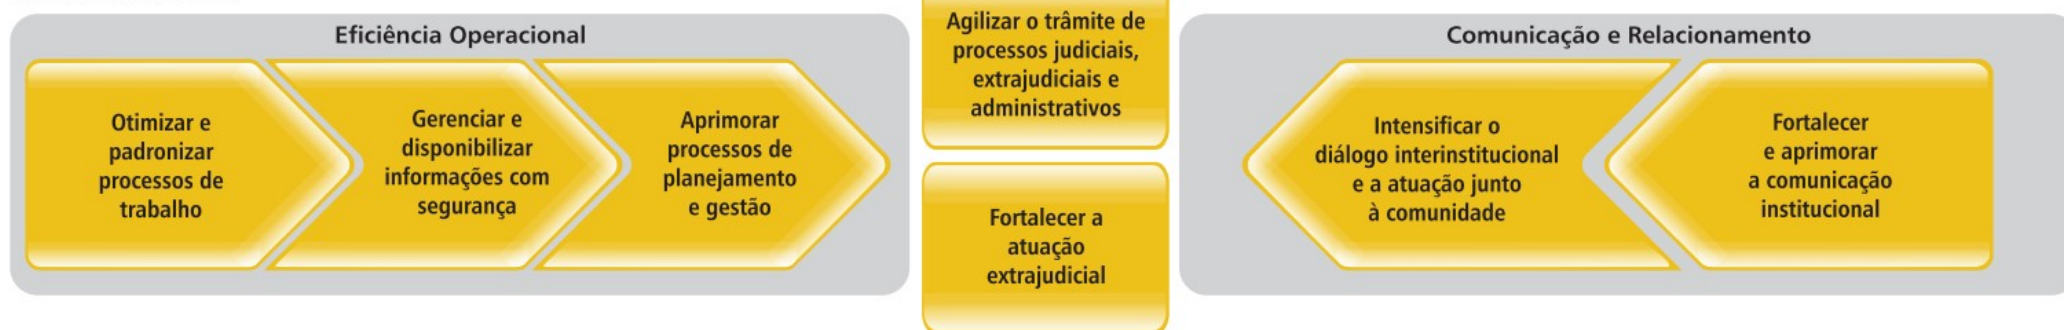 Eficiência Operacional
Otimizar e
padronizar
processos de
trabalho
Gerenciar e
disponibilizar
informações com
segurança
Aprimorar
processos de
planejamento
e gestão
Agilizar o trâmite de
processos judiciais,
extrajudiciais e
administrativos
Fortalecer a
atuação
extrajudicial
Comunicação e Relacionamento
Intensificar o
diálogo interinstitucional
e a atuação junto
à comunidade
Fortalecer
e aprimorar
a comunicação
institucional